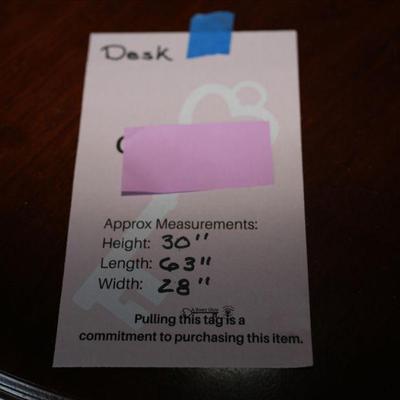 Desk
Approx Measurements:
Height: 30"
Length: 63"
Width: 28"
Pulling this tag is a
commitment to purchasing this item.